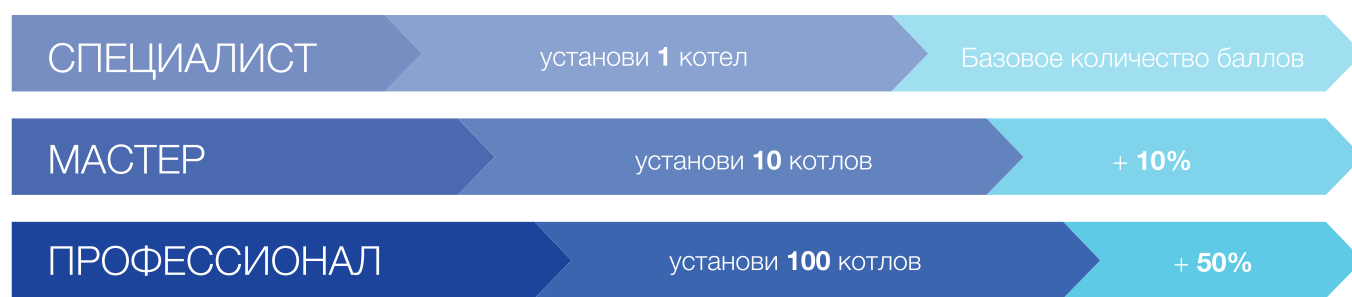 СПЕЦИАЛИСТ установи 1 котел Базовое количество баллов
МАСТЕР установи 10 котлов + 10%
ПРОФЕССИОНАЛ установи 100 котлов + 50%